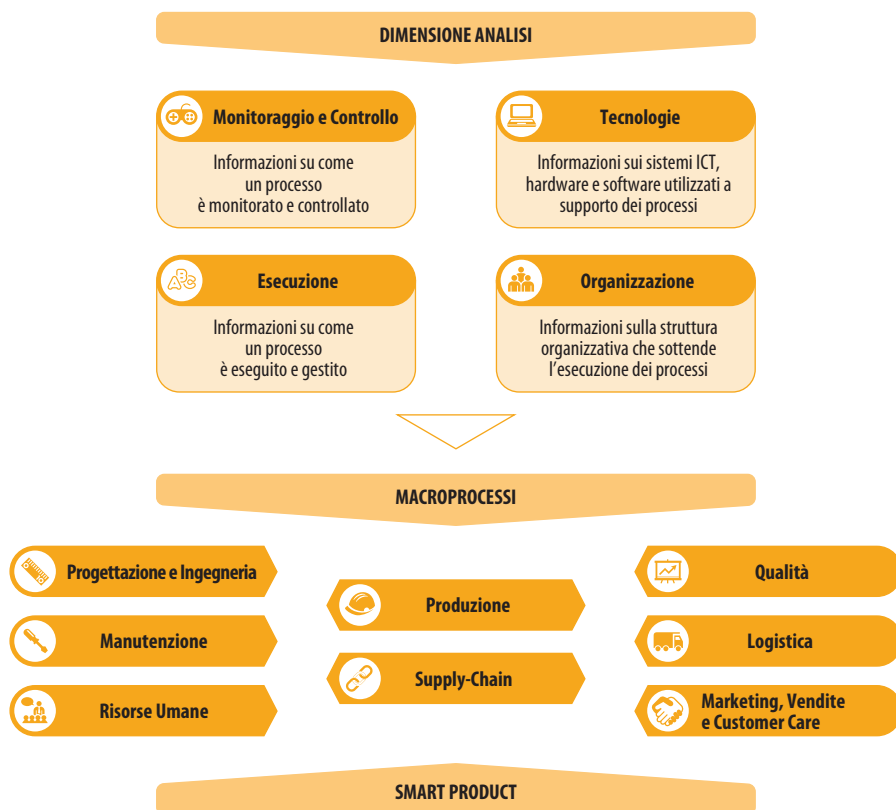 DIMENSIONE ANALISI
Monitoraggio e Controllo
Informazioni su come
un processo
è monitorato e controllato
Tecnologie
Informazioni sui sistemi ICT,
hardware e software utilizzati a
supporto dei processi
Esecuzione
Informazioni su come
un processo
è eseguito e gestito
Organizzazione
Informazioni sulla struttura
organizzativa che sottende
l'esecuzione dei processi
MACROPROCESSI
Progettazione e Ingegneria
Manutenzione
Risorse Umane
Produzione
Supply-Chain
Qualità
Logistica
Marketing, Vendite
e Customer Care
SMART PRODUCT